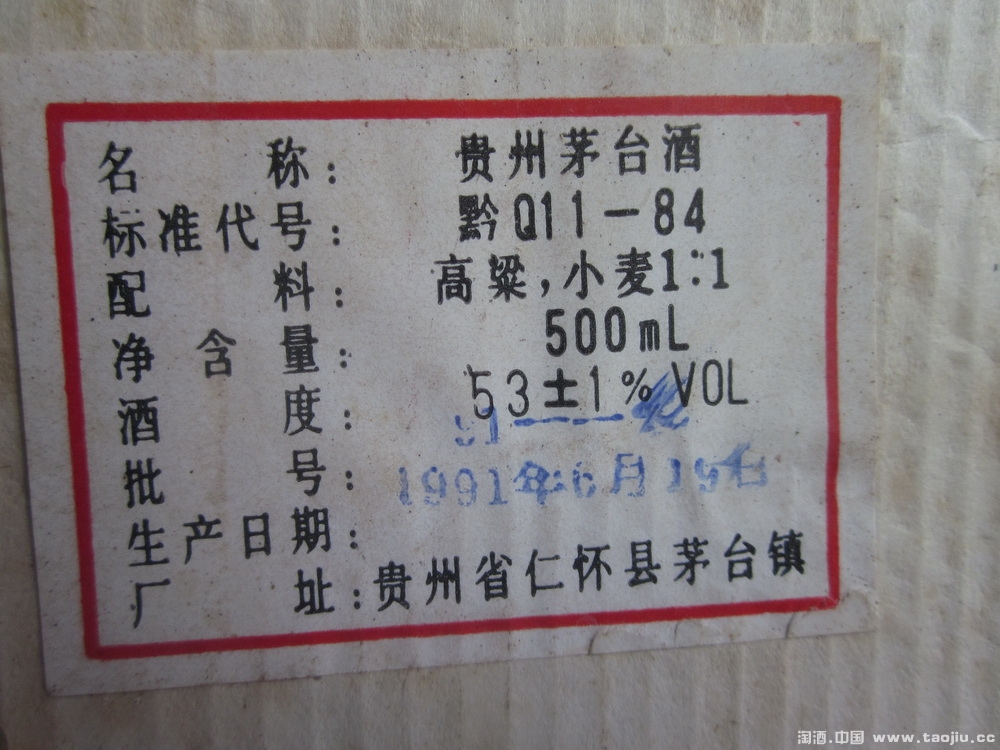 名称：贵州茅台酒
标准代号：黔Q11－84
配料：高粱，小麦1:1
净含量：500mL
酒度：53±1％VOL
批号：91——
生产日期：1991年6月19日
厂址：贵州省仁怀县茅台镇
淘酒.中国 www.taojiu.cc